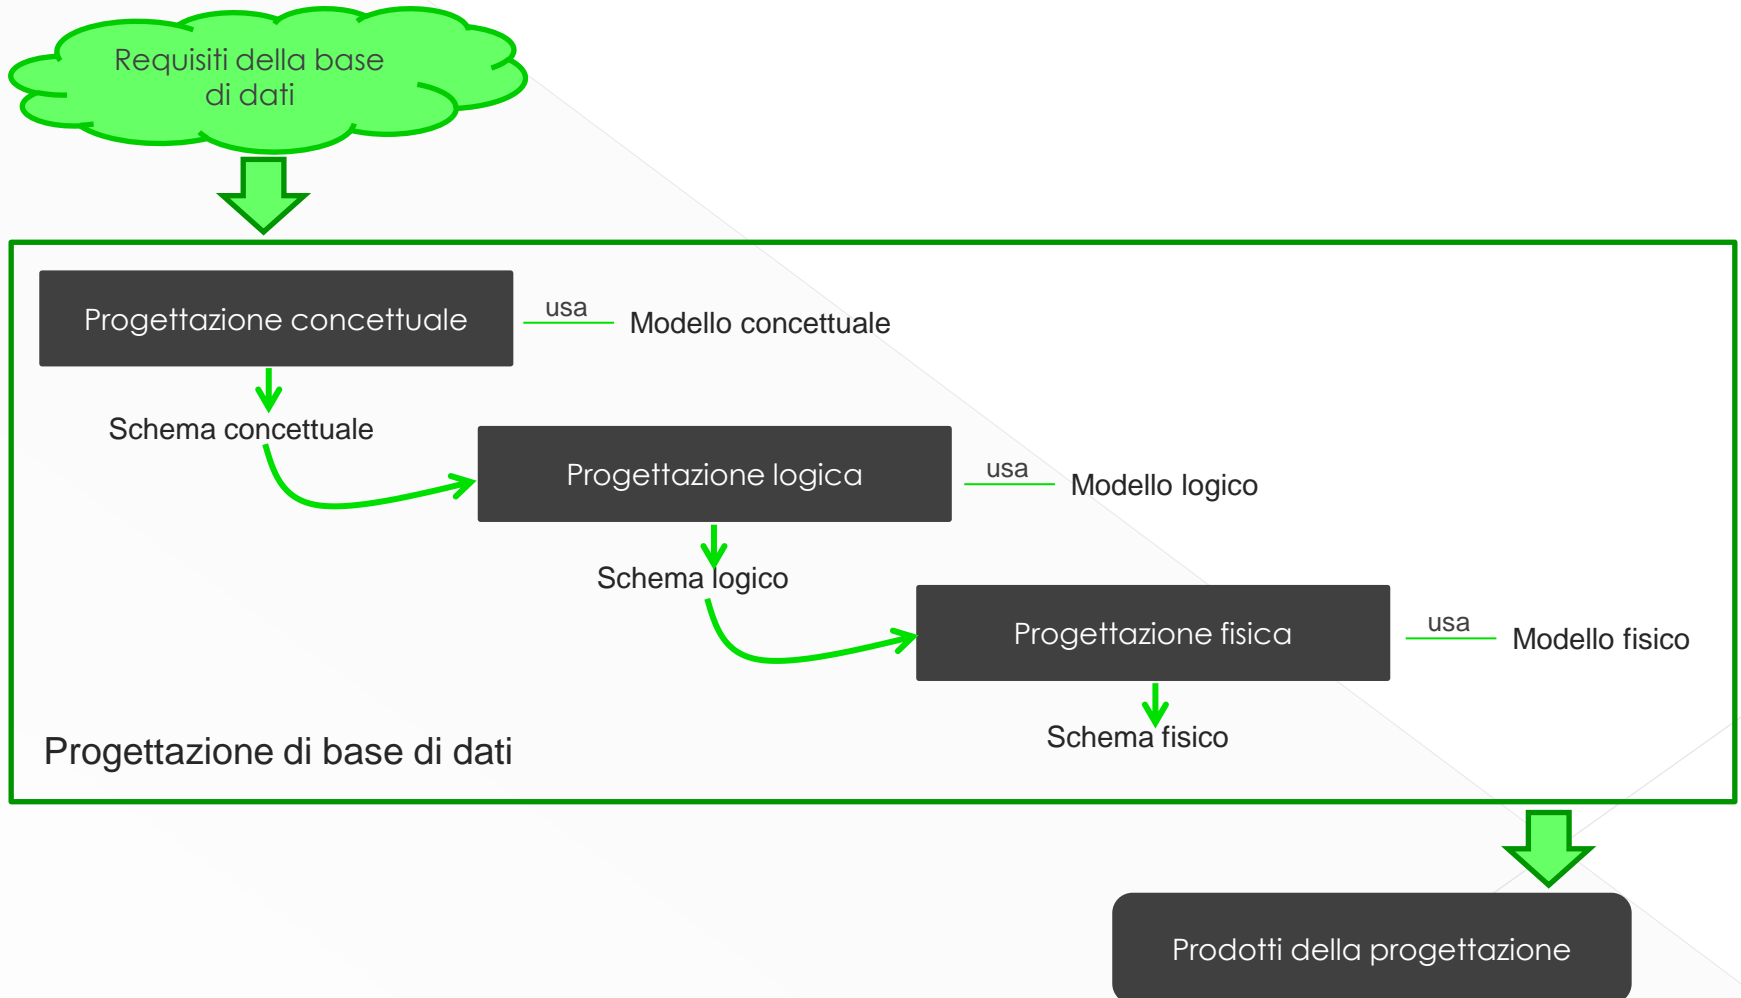 Requisiti della base
di dati
Progettazione concettuale
usa
Modello concettuale
Schema concettuale
Progettazione logica
usa
Modello logico
Schema logico
Progettazione fisica
usa
Modello fisico
Schema fisico
Progettazione di base di dati
Prodotti della progettazione